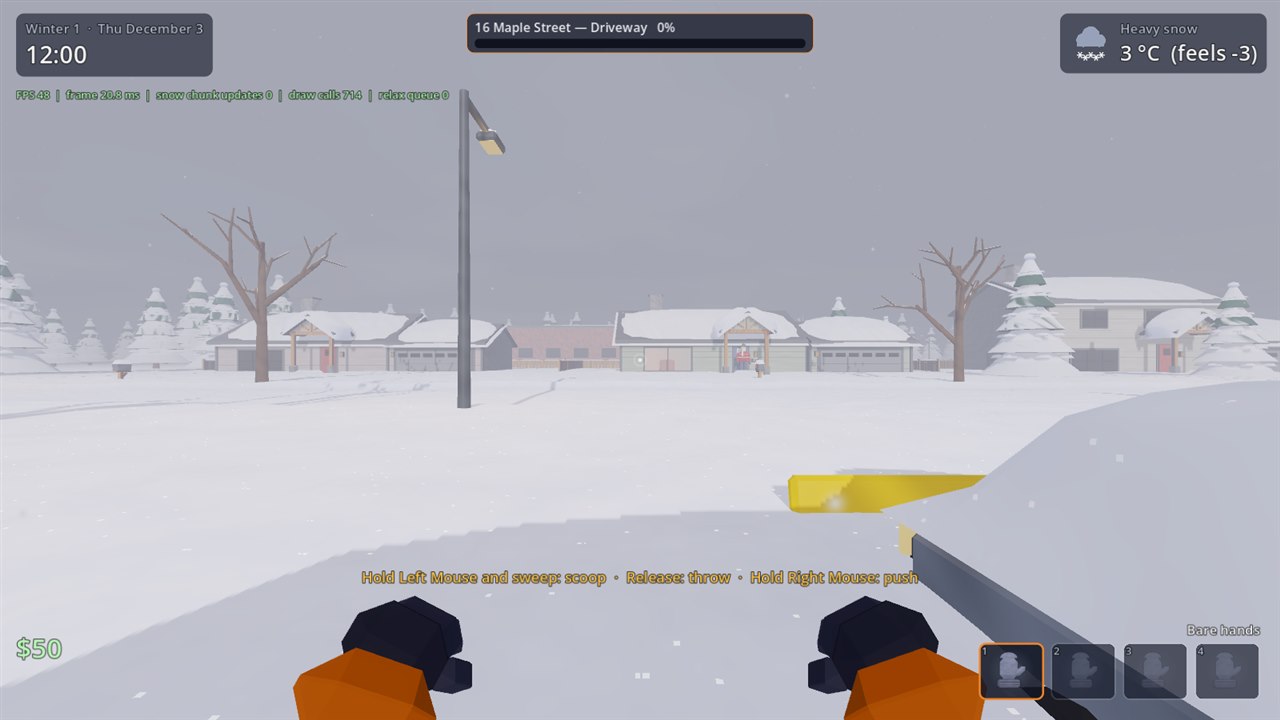 Winter 1 · Thu December 3
12:00
16 Maple Street — Driveway 0%
Heavy snow
3 °C (feels -3)
FPS 48 | frame 20.8 ms | snow chunk updates 0 | draw calls 714 | relax queue 0
Hold Left Mouse and sweep: scoop · Release: throw · Hold Right Mouse: push
$50
Bare hands
1
2
3
4